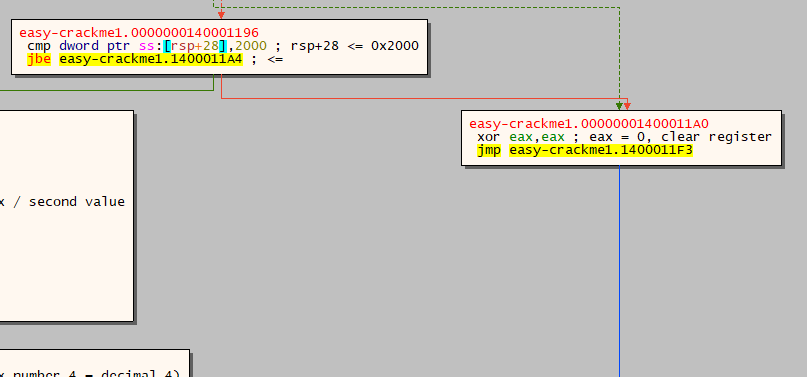 easy-crackme1.0000000140001196
cmp dword ptr ss:[rsp+28],2000 ; rsp+28 <= 0x2000
jbe easy-crackme1.1400011A4 ; <=
easy-crackme1.00000001400011A0
xor eax,eax ; eax = 0, clear register
jmp easy-crackme1.1400011F3
x / second value
x number 4 = decimal 4)